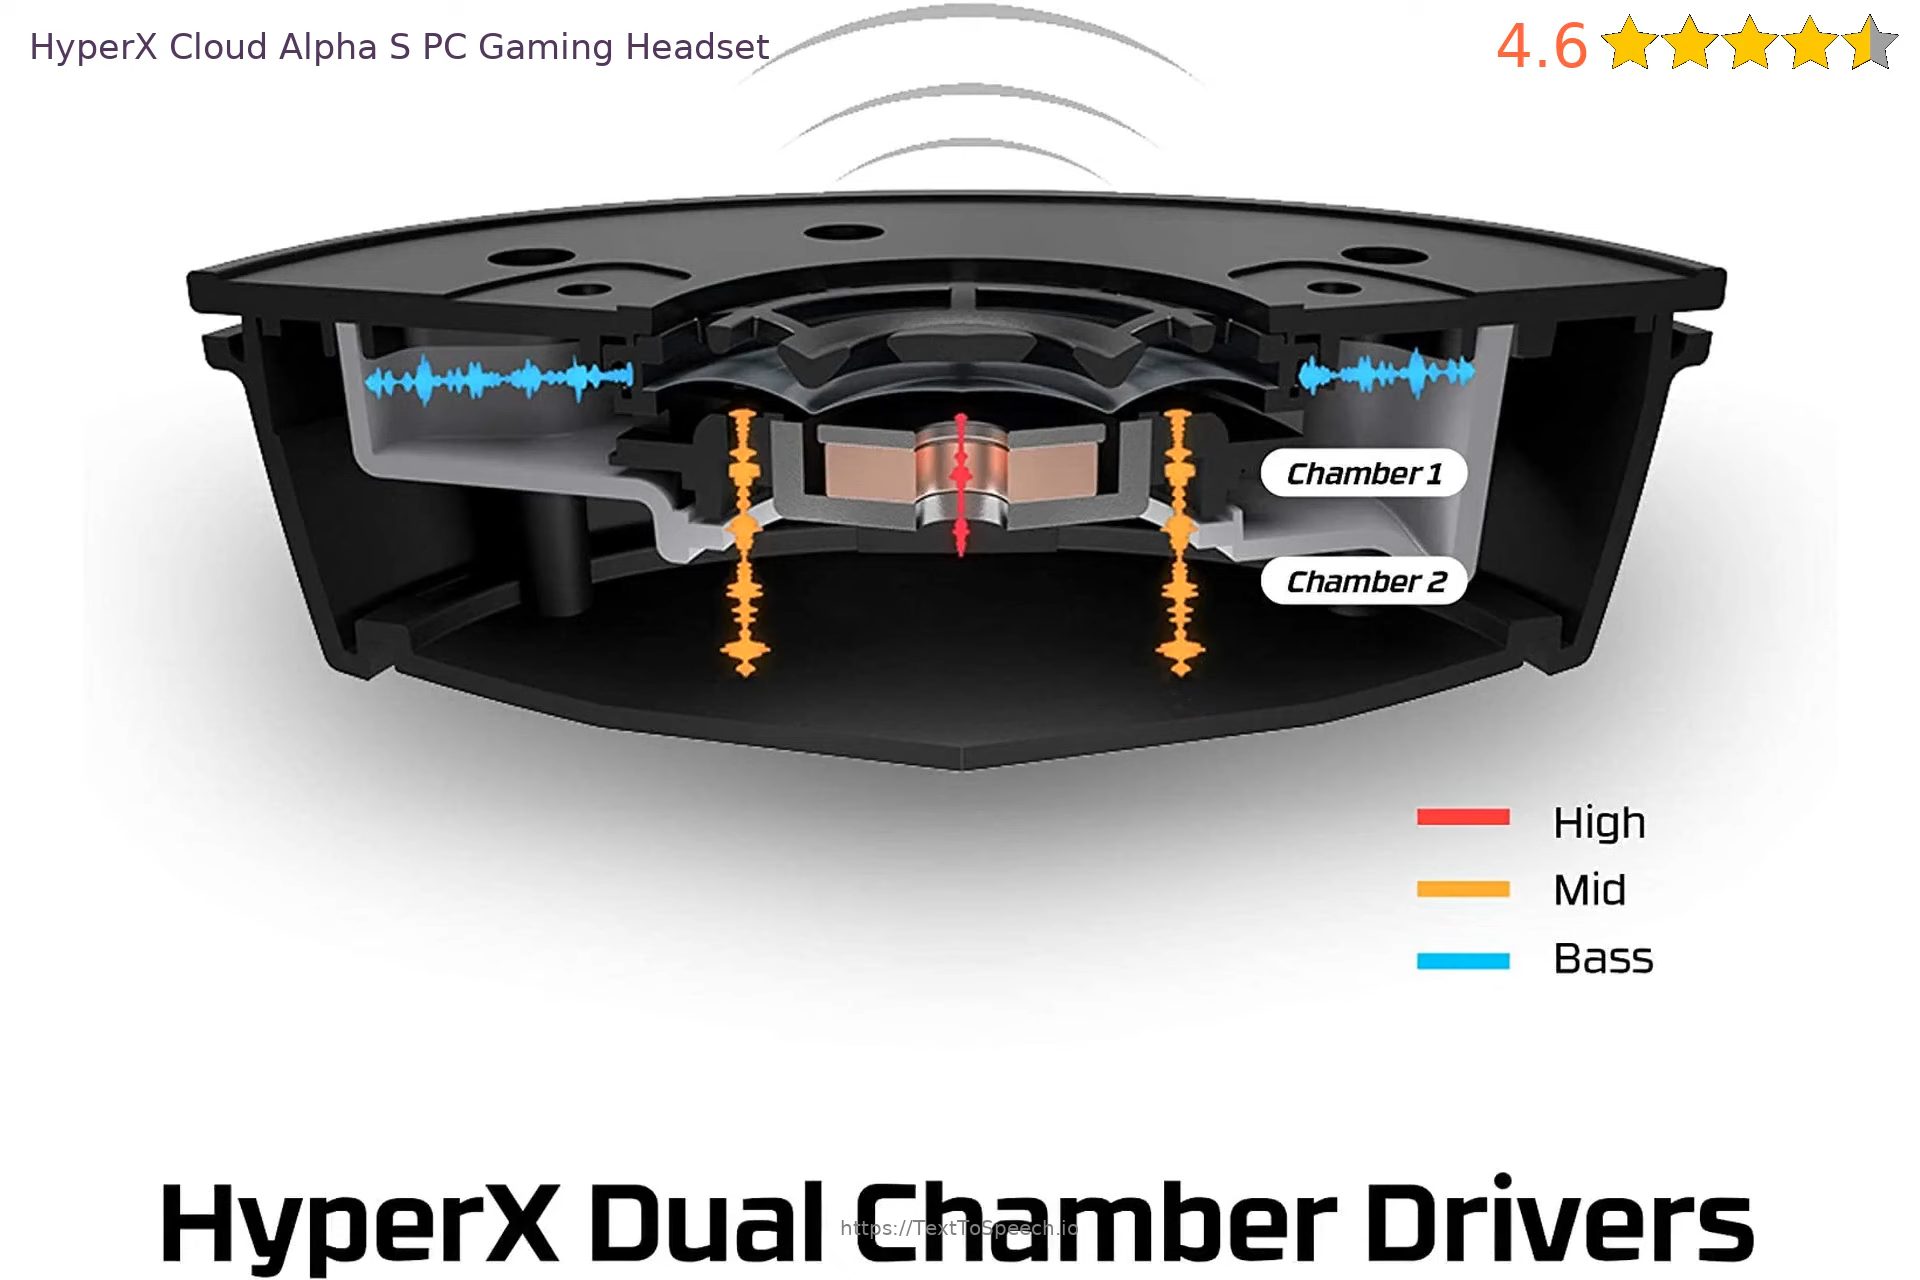 HyperX Cloud Alpha S PC Gaming Headset
4.6
Chamber 1
Chamber 2
High
Mid
Bass
HyperX Dual Chamber Drivers
https://TextToSpeech.io